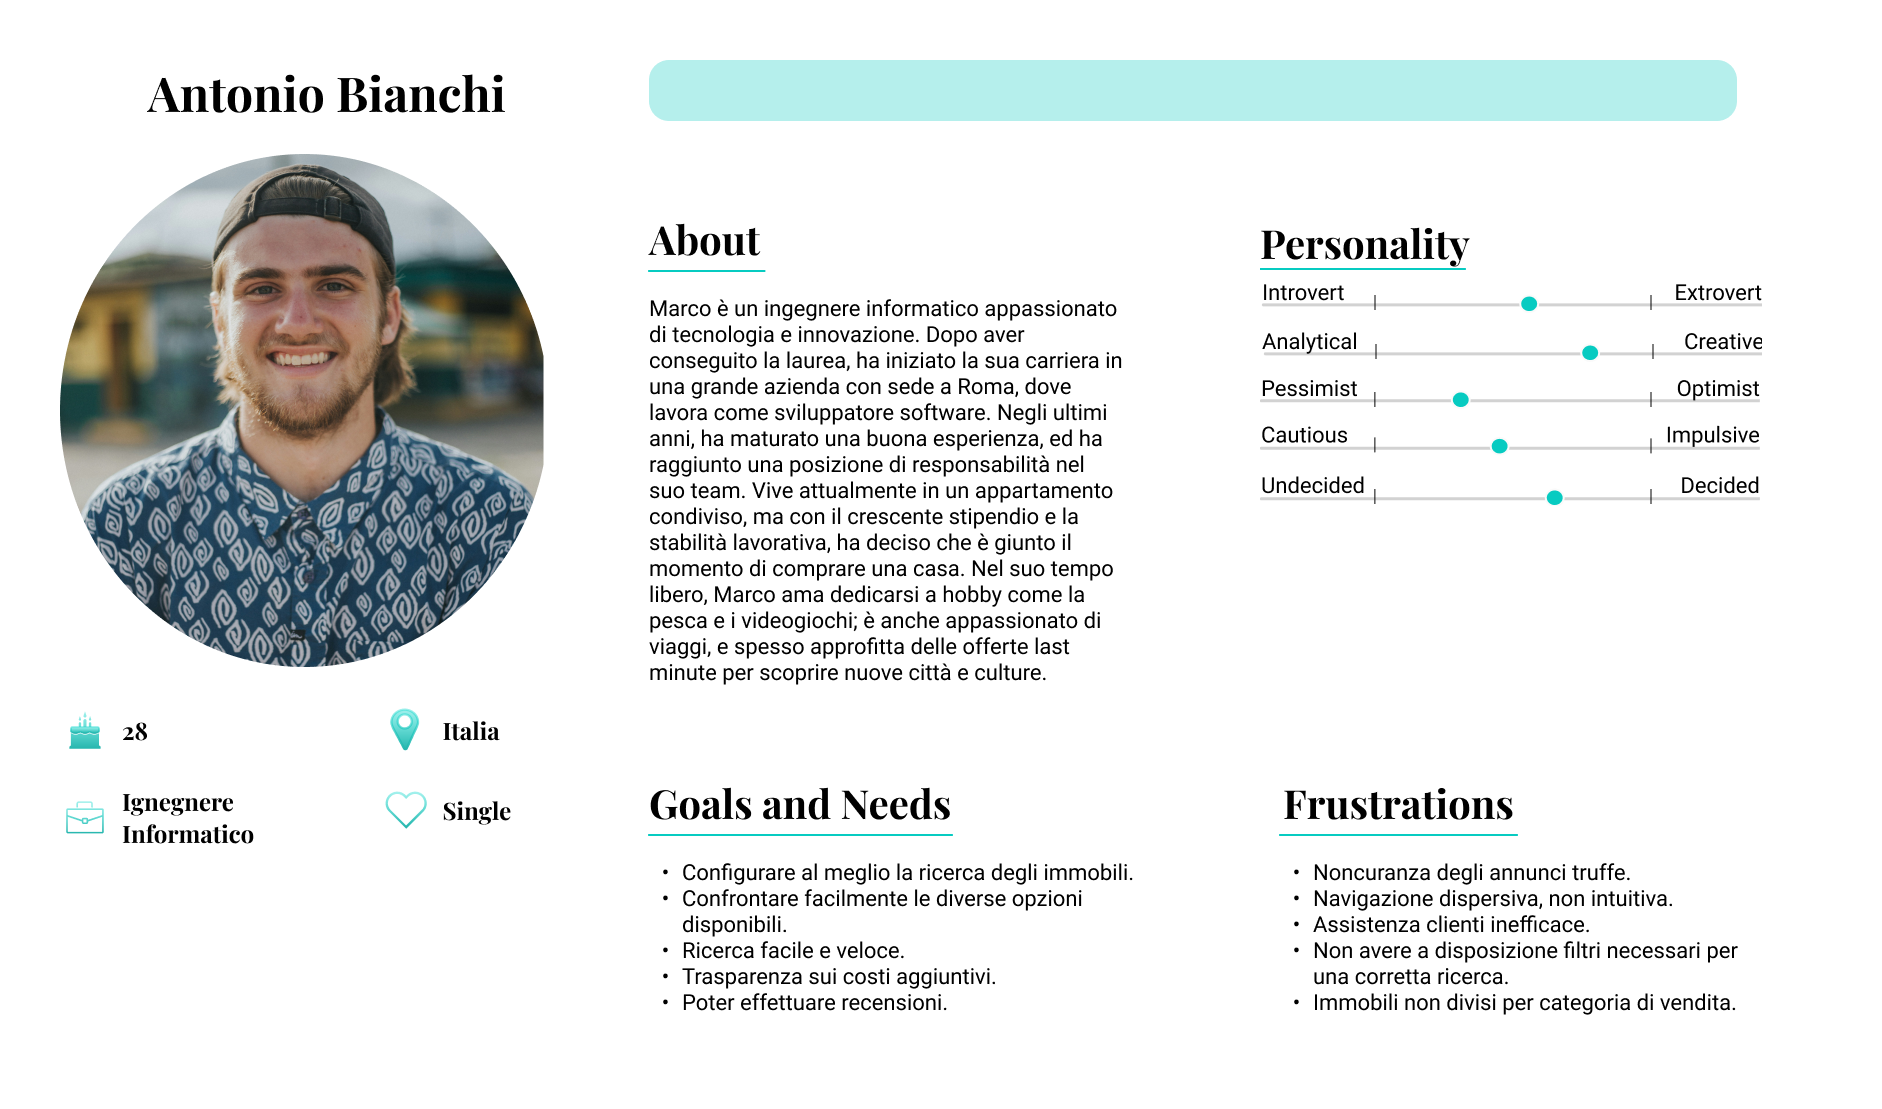 Antonio Bianchi
28
Italia
Ignegnere
Informatico
Single
About
Marco è un ingegnere informatico appassionato
di tecnologia e innovazione. Dopo aver
conseguito la laurea, ha iniziato la sua carriera in
una grande azienda con sede a Roma, dove
lavora come sviluppatore software. Negli ultimi
anni, ha maturato una buona esperienza, ed ha
raggiunto una posizione di responsabilità nel
suo team. Vive attualmente in un appartamento
condiviso, ma con il crescente stipendio e la
stabilità lavorativa, ha deciso che è giunto il
momento di comprare una casa. Nel suo tempo
libero, Marco ama dedicarsi a hobby come la
pesca e i videogiochi; è anche appassionato di
viaggi, e spesso approfitta delle offerte last
minute per scoprire nuove città e culture.
Personality
Introvert Extrovert
Analytical Creative
Pessimist Optimist
Cautious Impulsive
Undecided Decided
Goals and Needs
• Configurare al meglio la ricerca degli immobili.
• Confrontare facilmente le diverse opzioni
disponibili.
• Ricerca facile e veloce.
• Trasparenza sui costi aggiuntivi.
• Poter effettuare recensioni.
Frustrations
• Noncuranza degli annunci truffe.
• Navigazione dispersiva, non intuitiva.
• Assistenza clienti inefficace.
• Non avere a disposizione filtri necessari per
una corretta ricerca.
• Immobili non divisi per categoria di vendita.